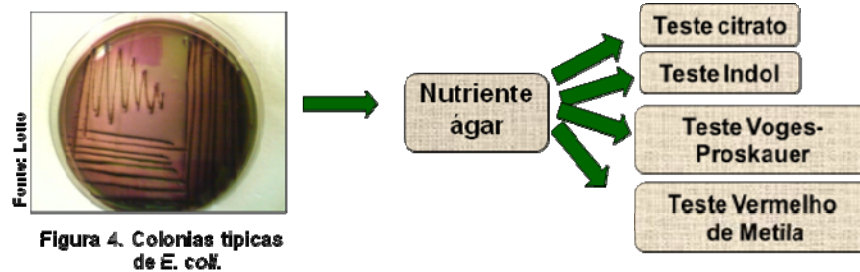 Fonte: Lotto
Figura 4. Colonias tipicas
de E. coli.
Nutriente
ágar
Teste citrato
Teste Indol
Teste Voges-
Proskauer
Teste Vermelho
de Metila